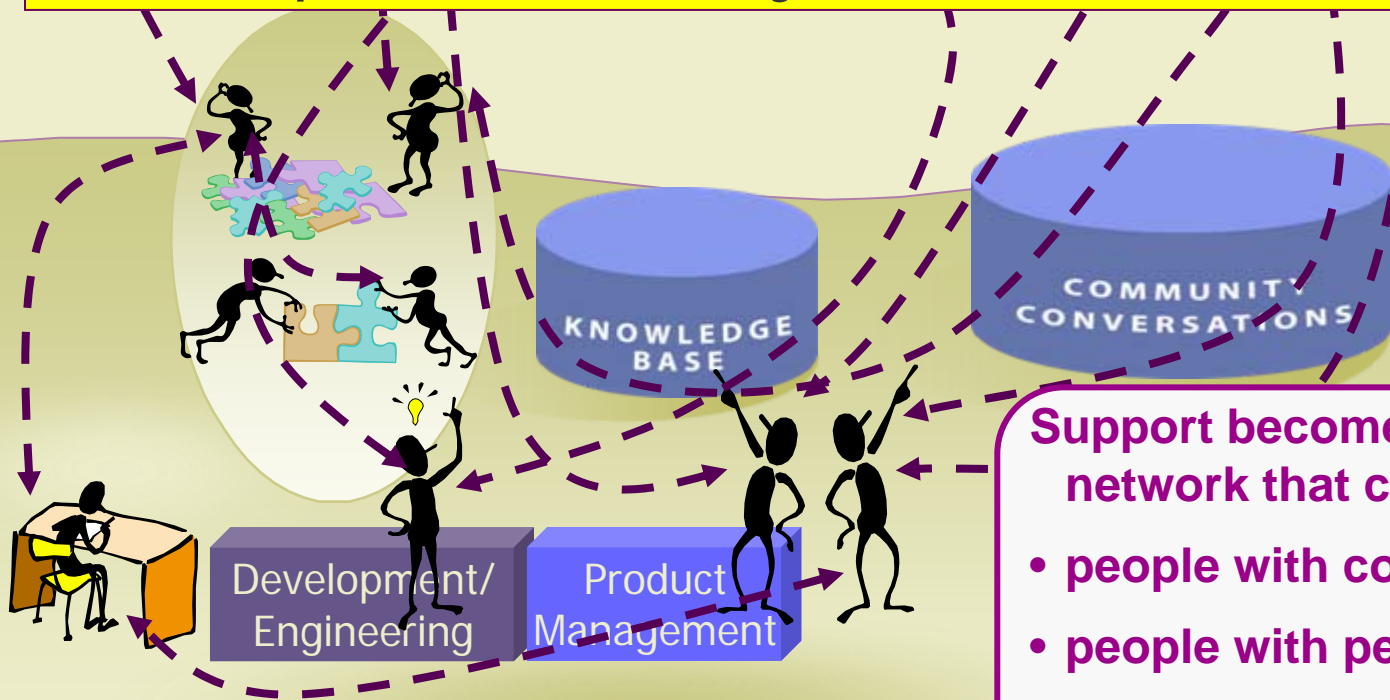 KNOWLEDGE
BASE
COMMUNITY
CONVERSATIONS
Development/
Engineering
Product
Management
Support become
network that c
• people with co
• people with pe